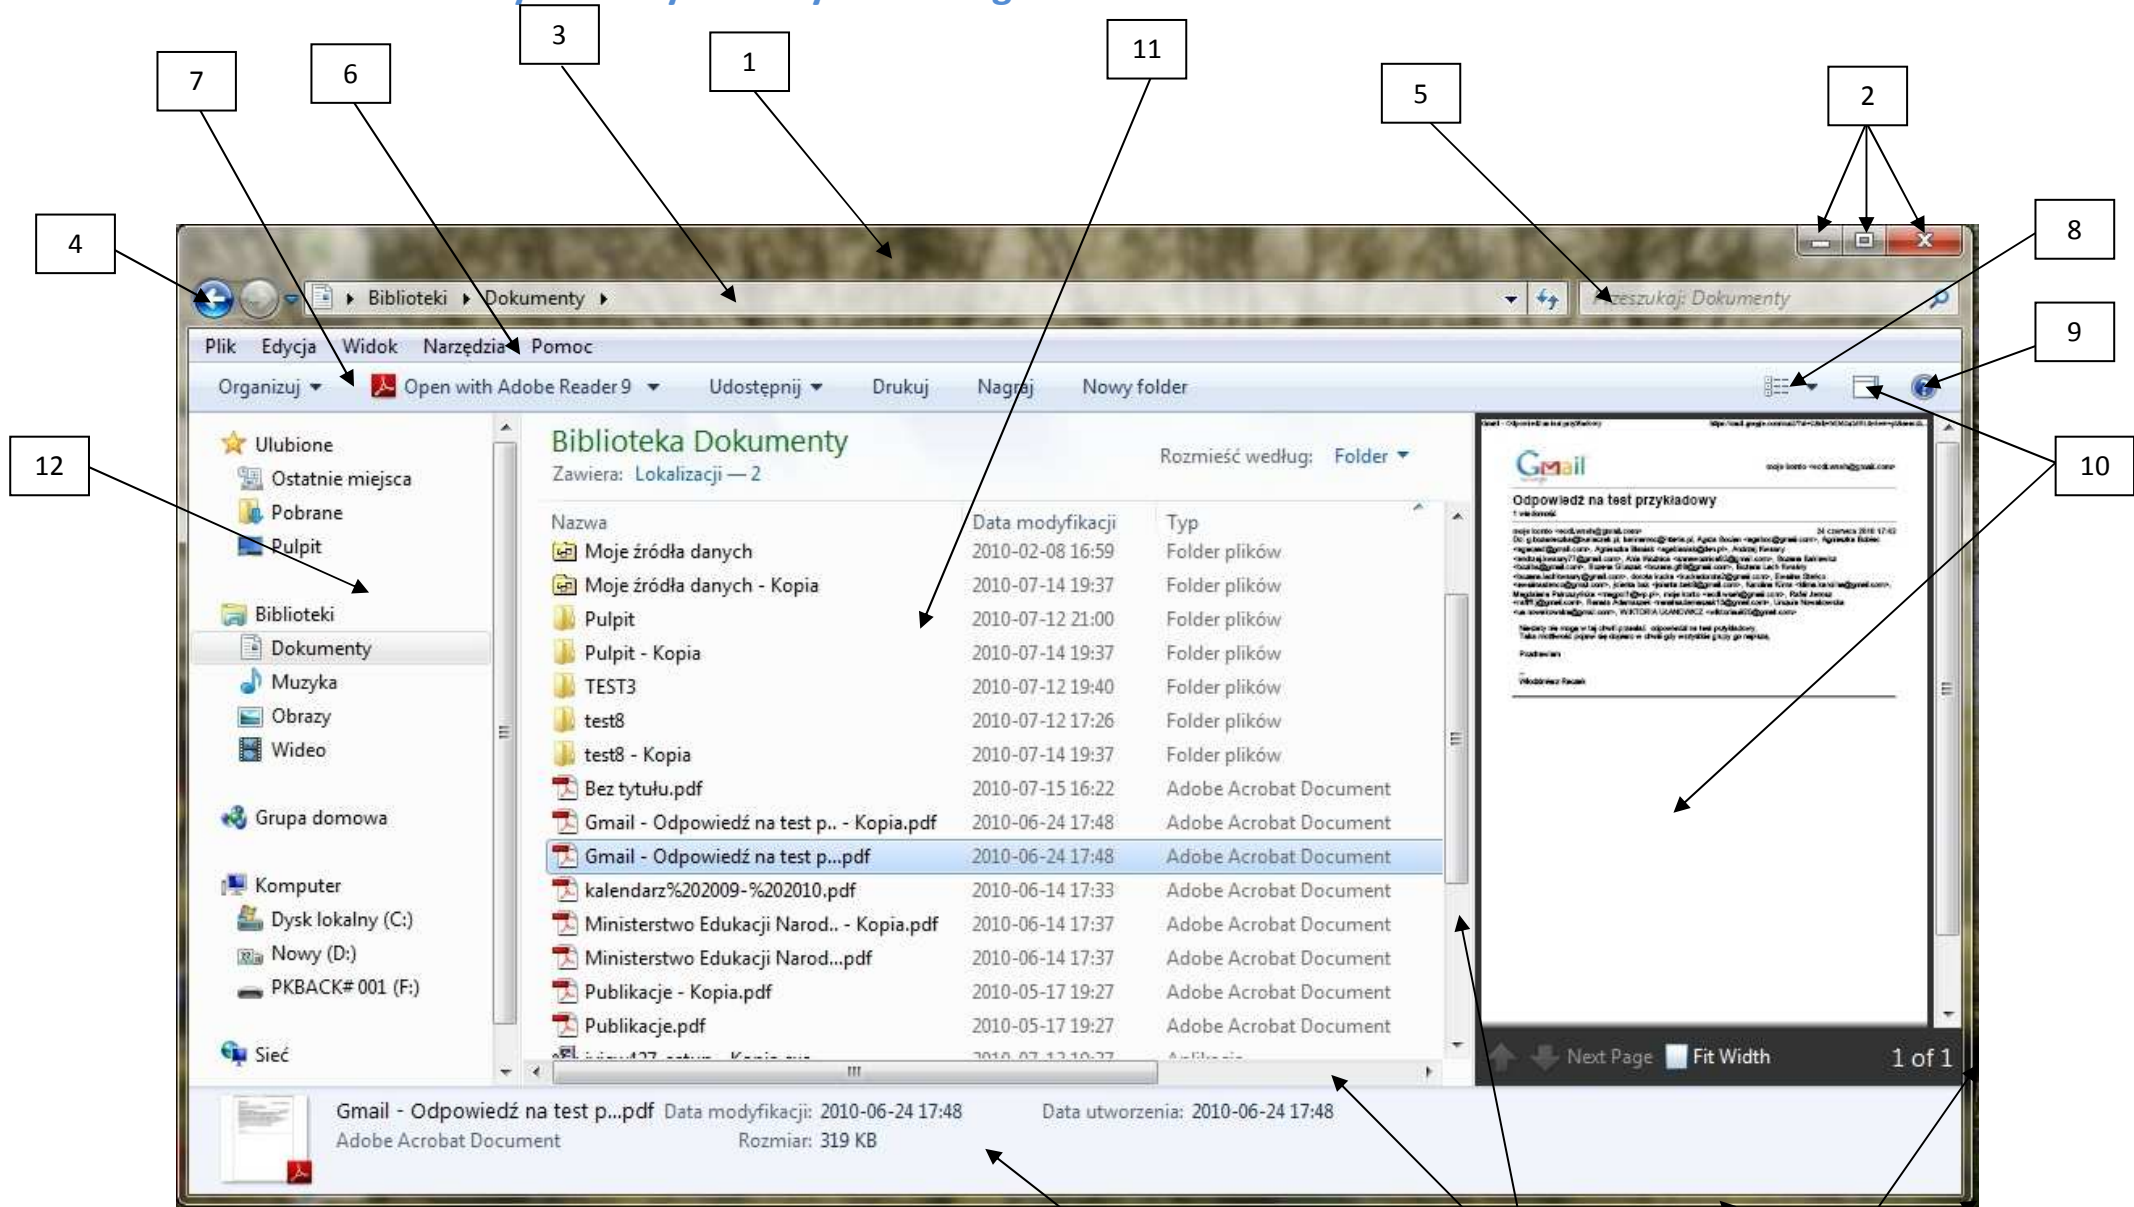 3
11
1
6
7
5
2
4
8
Biblioteki
Dokumenty
Przeszukaj: Dokumenty
9
Plik Edycja Widok Narzędzia Pomoc
Organizuj Open with Adobe Reader 9 Udostępnij Drukuj Nagraj Nowy folder
12
10
Ulubione
Ostatnie miejsca
Pobrane
Pulpit
Biblioteki
Dokumenty
Muzyka
Obrazy
Wideo
Grupa domowa
Komputer
Dysk lokalny (C:)
Nowy (D:)
PKBACK# 001 (F:)
Sieć
Biblioteka Dokumenty
Zawiera: Lokalizacji — 2
Rozmieść według: Folder
Nazwa Data modyfikacji Typ
Moje źródła danych 2010-02-08 16:59 Folder plików
Moje źródła danych - Kopia 2010-07-14 19:37 Folder plików
Pulpit 2010-07-12 21:00 Folder plików
Pulpit - Kopia 2010-07-14 19:37 Folder plików
TEST3 2010-07-12 19:40 Folder plików
test8 2010-07-12 17:26 Folder plików
test8 - Kopia 2010-07-14 19:37 Folder plików
Bez tytułu.pdf 2010-07-15 16:22 Adobe Acrobat Document
Gmail - Odpowiedź na test p.. - Kopia.pdf 2010-06-24 17:48 Adobe Acrobat Document
Gmail - Odpowiedź na test p...pdf 2010-06-24 17:48 Adobe Acrobat Document
kalendarz%202009-%202010.pdf 2010-06-14 17:33 Adobe Acrobat Document
Ministerstwo Edukacji Narod.. - Kopia.pdf 2010-06-14 17:37 Adobe Acrobat Document
Ministerstwo Edukacji Narod...pdf 2010-06-14 17:37 Adobe Acrobat Document
Publikacje - Kopia.pdf 2010-05-17 19:27 Adobe Acrobat Document
Publikacje.pdf 2010-05-17 19:27 Adobe Acrobat Document
Gmail
Odpowiedź na test przykładowy
1 wiadomość
24 czerwca 2010 17:43
Pozdrawiam
Next Page Fit Width 1 of 1
Gmail - Odpowiedź na test p...pdf Data modyfikacji: 2010-06-24 17:48 Data utworzenia: 2010-06-24 17:48
Adobe Acrobat Document Rozmiar: 319 KB